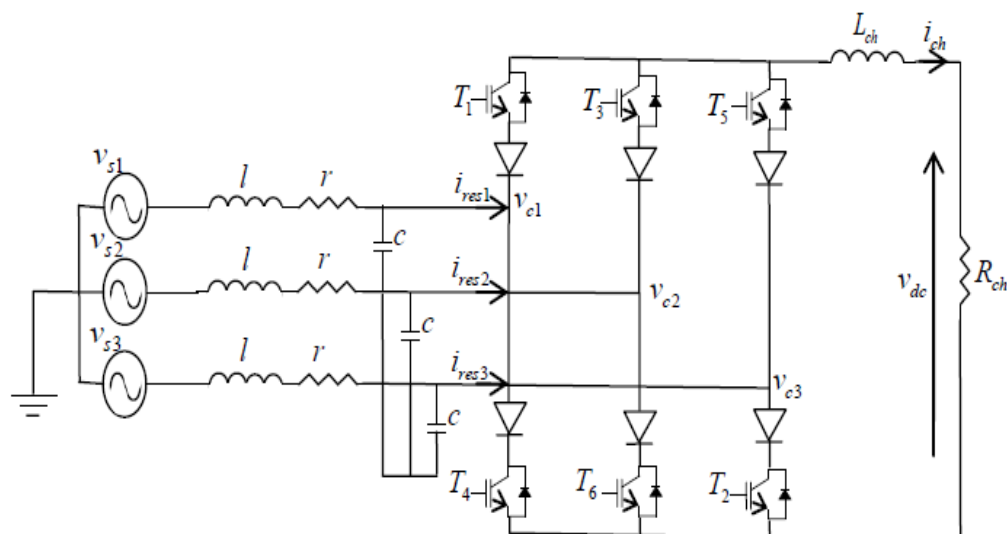 L_ch i_ch
T_1 T_3 T_5
v_s1 l r i_res1 v_c1
c
v_s2 l r i_res2 v_c2
c
v_dc R_ch
v_s3 l r i_res3 v_c3
c
T_4 T_6 T_2